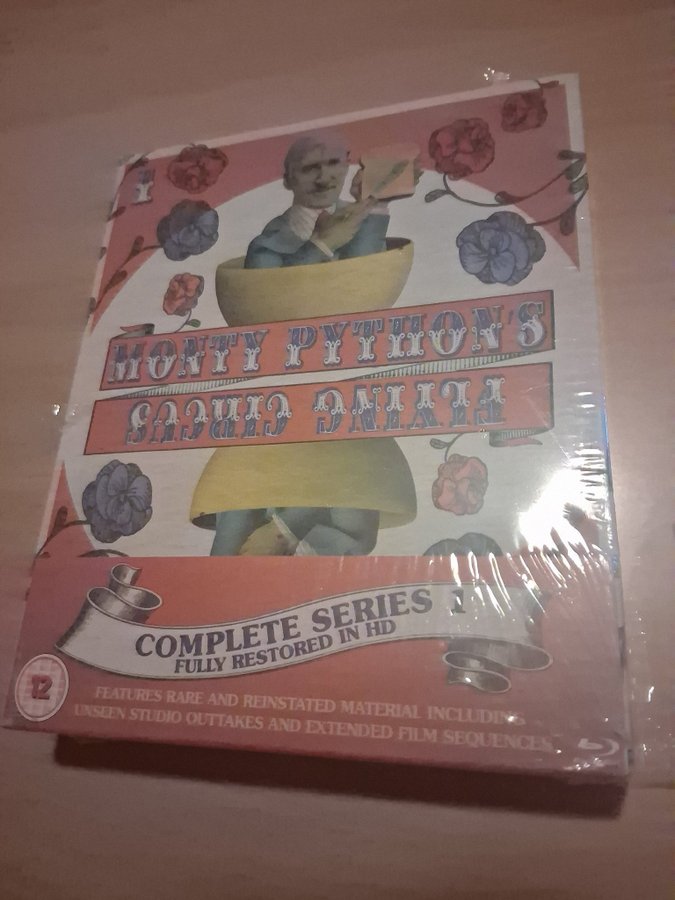 1
MONTY PYTHON'S
FLYING CIRCUS
COMPLETE SERIES 1
FULLY RESTORED IN HD
12
FEATURES RARE AND REINSTATED MATERIAL INCLUDING
UNSEEN STUDIO OUTTAKES AND EXTENDED FILM SEQUENCES